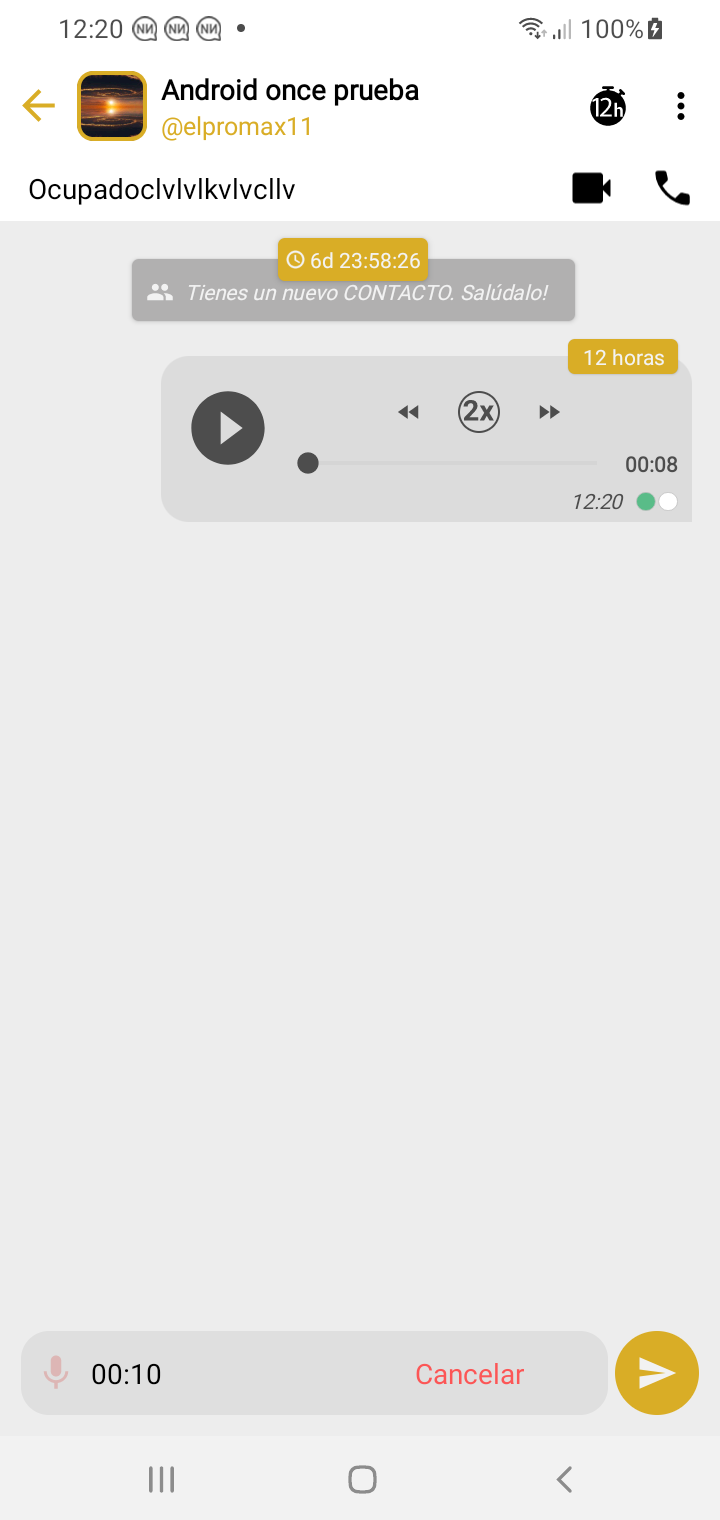 12:20 100%
Android once prueba
12h
@elpromax11
Ocupadoclvlvlkvlvcllv
6d 23:58:26
Tienes un nuevo CONTACTO. Salúdalo!
12 horas
2x
00:08
12:20
00:10 Cancelar